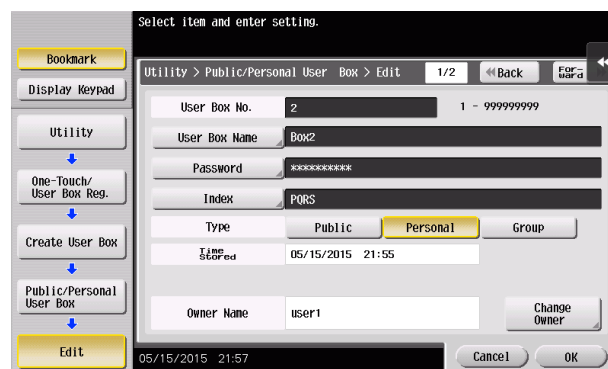 Select item and enter setting.
Bookmark
Display Keypad
Utility
One-Touch/
User Box Reg.
Create User Box
Public/Personal
User Box
Edit
Utility > Public/Personal User Box > Edit 1/2 Back For-
ward
User Box No. 2 1 - 999999999
User Box Name Box2
Password **********
Index PQRS
Type Public Personal Group
Time
Stored 05/15/2015 21:55
Owner Name user1 Change
Owner
05/15/2015 21:57 Cancel OK